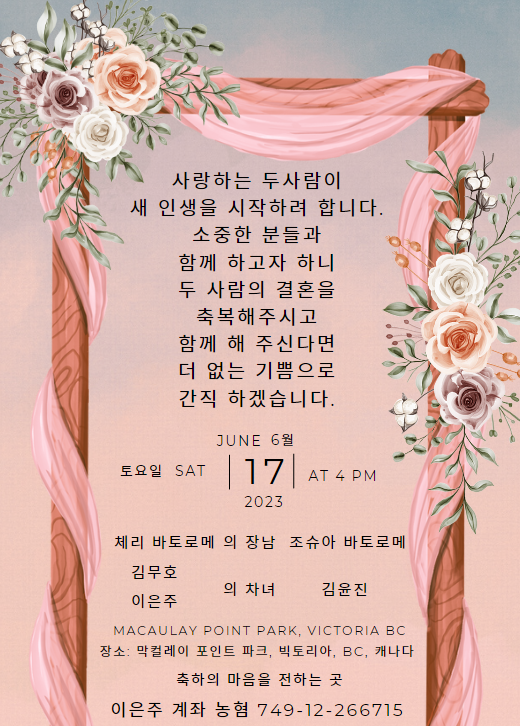 사랑하는 두사람이
새 인생을 시작하려 합니다.
소중한 분들과
함께 하고자 하니
두 사람의 결혼을
축복해주시고
함께 해 주신다면
더 없는 기쁨으로
간직 하겠습니다.
JUNE 6월
토요일 SAT 17 AT 4 PM
2023
체리 바토로메 의 장남 조슈아 바토로메
김무호
이은주 의 차녀 김윤진
MACAULAY POINT PARK, VICTORIA BC
장소: 막컬레이 포인트 파크, 빅토리아, BC, 캐나다
축하의 마음을 전하는 곳
이은주 계좌 농협 749-12-266715